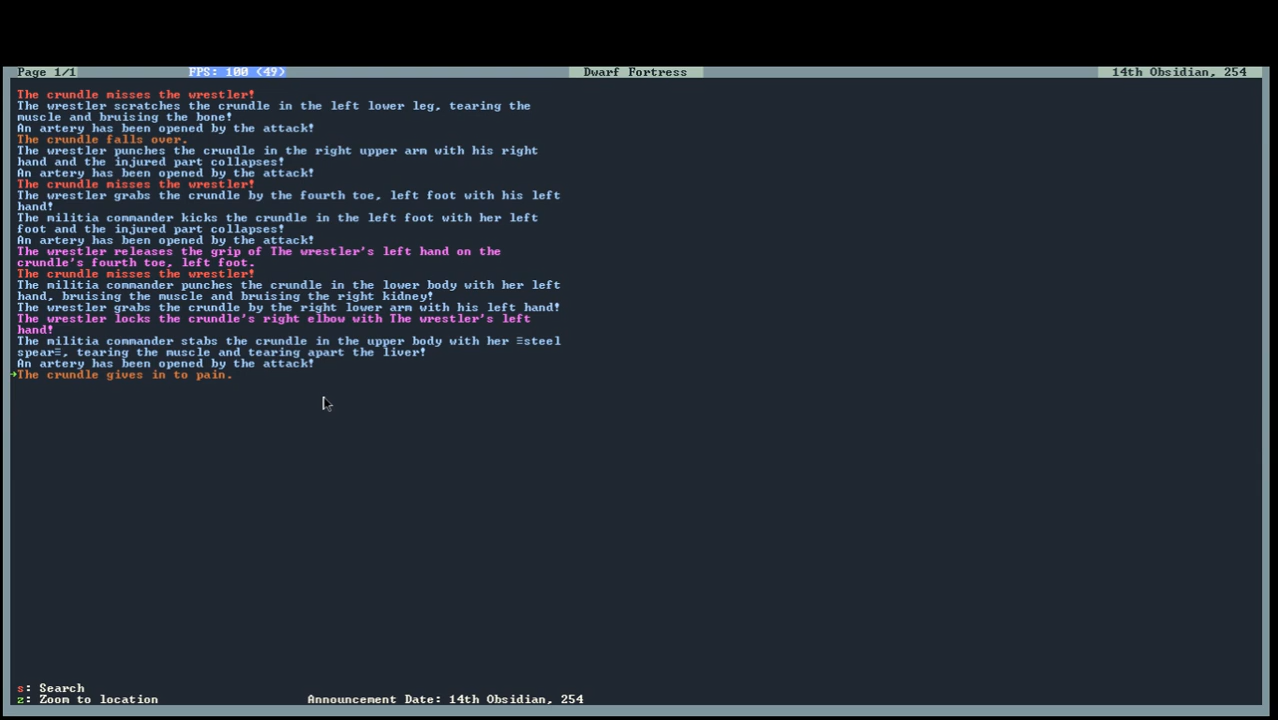 Page 1/1 FPS: 100 (49) Dwarf Fortress 14th Obsidian, 254
The crundle misses the wrestler!
The wrestler scratches the crundle in the left lower leg, tearing the
muscle and bruising the bone!
An artery has been opened by the attack!
The crundle falls over.
The wrestler punches the crundle in the right upper arm with his right
hand and the injured part collapses!
An artery has been opened by the attack!
The crundle misses the wrestler!
The wrestler grabs the crundle by the fourth toe, left foot with his left
hand!
The militia commander kicks the crundle in the left foot with her left
foot and the injured part collapses!
An artery has been opened by the attack!
The wrestler releases the grip of The wrestler's left hand on the
crundle's fourth toe, left foot.
The crundle misses the wrestler!
The militia commander punches the crundle in the lower body with her left
hand, bruising the muscle and bruising the right kidney!
The wrestler grabs the crundle by the right lower arm with his left hand!
The wrestler locks the crundle's right elbow with The wrestler's left
hand!
The militia commander stabs the crundle in the upper body with her ≡steel
spear≡, tearing the muscle and tearing apart the liver!
An artery has been opened by the attack!
→The crundle gives in to pain.
s: Search
z: Zoom to location Announcement Date: 14th Obsidian, 254